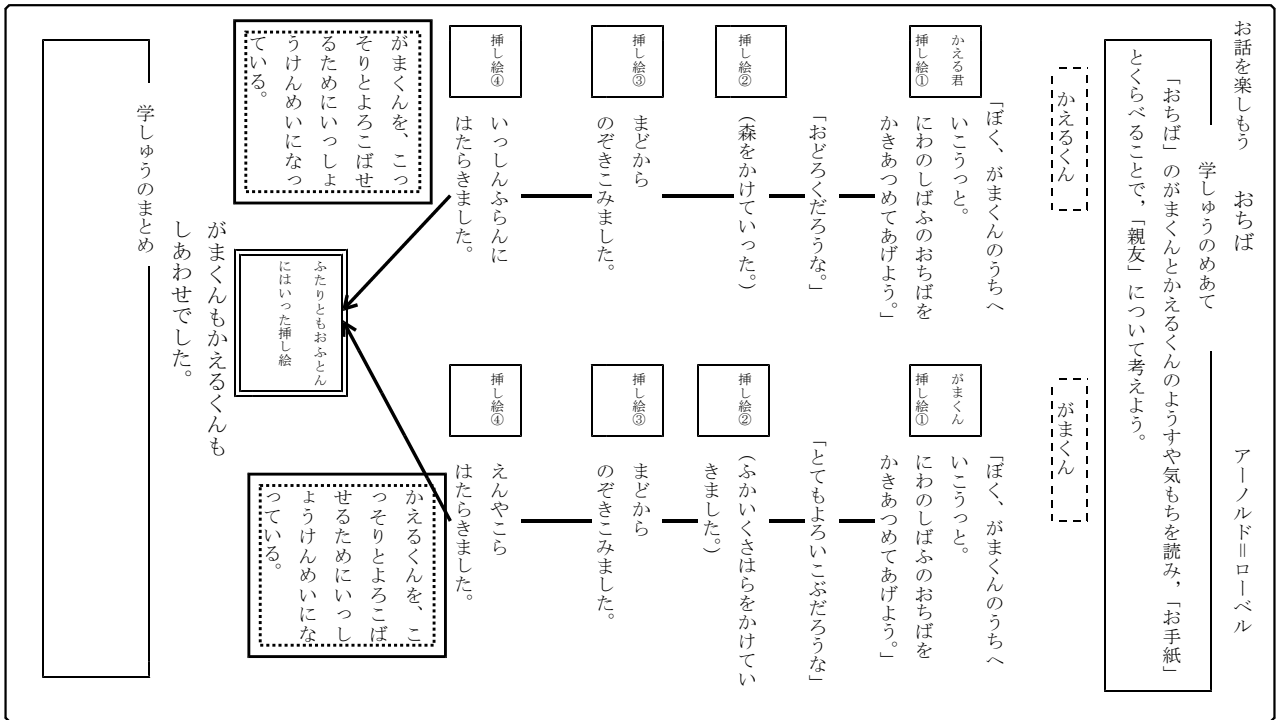 お話を楽しもう　おちば　アーノルド＝ローベル
学しゅうのめあて
「おちば」のがまくんとかえるくんのようすや気もちを読み，「お手紙」
とくらべることで，「親友」について考えよう。
かえるくん
「ぼく、がまくんのうちへ
いこうっと。
にわのしばふのおちばを
かきあつめてあげよう。」
かえる君
挿し絵①
「おどろくだろうな。」
挿し絵②
（森をかけていった。）
挿し絵③
まどから
のぞきこみました。
挿し絵④
いっしんふらんに
はたらきました。
がまくんを、こっ
そりとよろこばせ
るためにいっしょ
うけんめいになっ
ている。
がまくん
「ぼく、がまくんのうちへ
いこうっと。
にわのしばふのおちばを
かきあつめてあげよう。」
がまくん
挿し絵①
「とてもよろいこぶだろうな」
挿し絵②
（ふかいくさはらをかけてい
きました。）
挿し絵③
まどから
のぞきこみました。
挿し絵④
えんやこら
はたらきました。
かえるくんを、こ
っそりとよろこば
せるためにいっし
ょうけんめいにな
っている。
ふたりともおふとん
にはいった挿し絵
がまくんもかえるくんも
しあわせでした。
学しゅうのまとめ